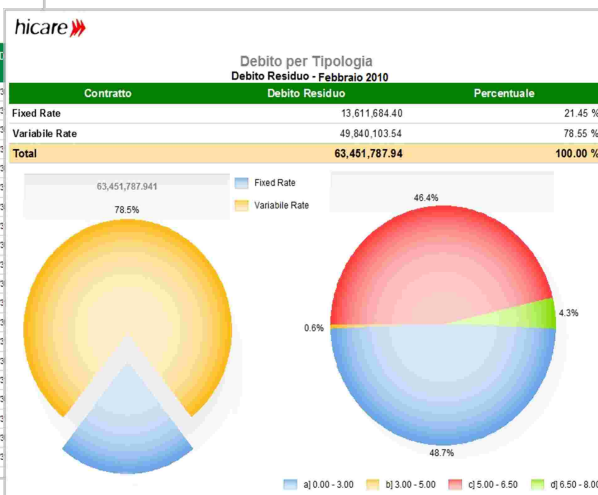 hicare
Debito per Tipologia
Debito Residuo - Febbraio 2010
Contratto Debito Residuo Percentuale
Fixed Rate 13,611,684.40 21.45 %
Variabile Rate 49,840,103.54 78.55 %
Total 63,451,787.94 100.00 %
63,451,787.941
78.5%
Fixed Rate
Variabile Rate
46.4%
4.3%
0.6%
48.7%
a] 0.00 - 3.00 b] 3.00 - 5.00 c] 5.00 - 6.50 d] 6.50 - 8.00